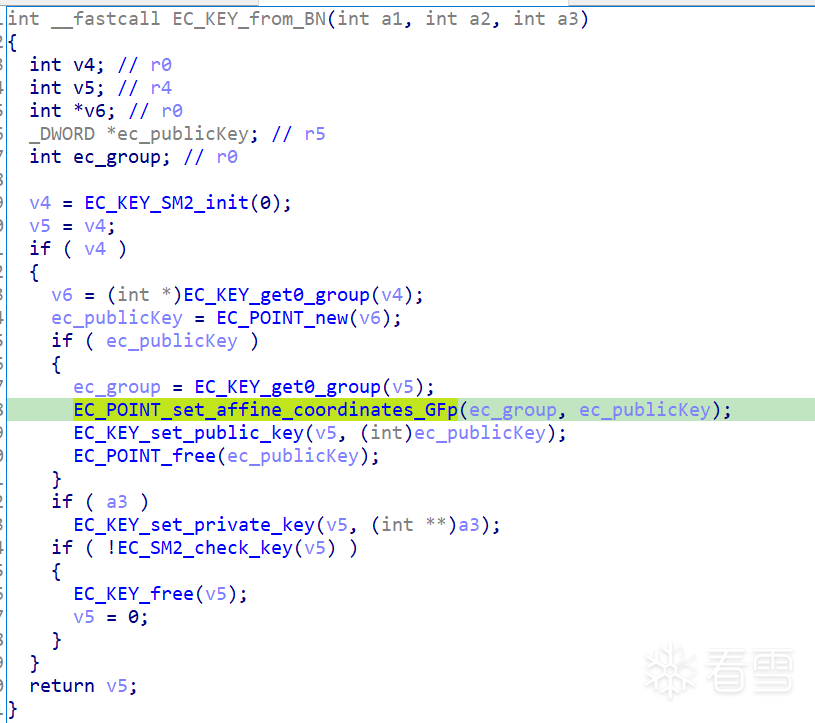 int __fastcall EC_KEY_from_BN(int a1, int a2, int a3)
{
  int v4; // r0
  int v5; // r4
  int *v6; // r0
  _DWORD *ec_publicKey; // r5
  int ec_group; // r0

  v4 = EC_KEY_SM2_init(0);
  v5 = v4;
  if ( v4 )
  {
    v6 = (int *)EC_KEY_get0_group(v4);
    ec_publicKey = EC_POINT_new(v6);
    if ( ec_publicKey )
    {
      ec_group = EC_KEY_get0_group(v5);
      EC_POINT_set_affine_coordinates_GFp(ec_group, ec_publicKey);
      EC_KEY_set_public_key(v5, (int)ec_publicKey);
      EC_POINT_free(ec_publicKey);
    }
    if ( a3 )
      EC_KEY_set_private_key(v5, (int **)a3);
    if ( !EC_SM2_check_key(v5) )
    {
      EC_KEY_free(v5);
      v5 = 0;
    }
  }
  return v5;
}
看雪